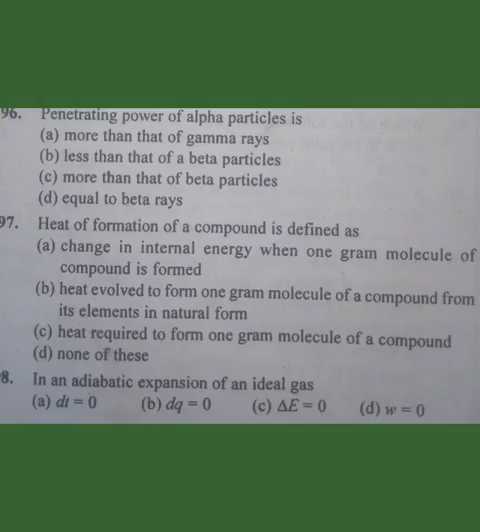 96. Penetrating power of alpha particles is
(a) more than that of gamma rays
(b) less than that of a beta particles
(c) more than that of beta particles
(d) equal to beta rays
97. Heat of formation of a compound is defined as
(a) change in internal energy when one gram molecule of
compound is formed
(b) heat evolved to form one gram molecule of a compound from
its elements in natural form
(c) heat required to form one gram molecule of a compound
(d) none of these
8. In an adiabatic expansion of an ideal gas
(a) dt = 0 (b) dq = 0 (c) ΔE = 0 (d) w = 0